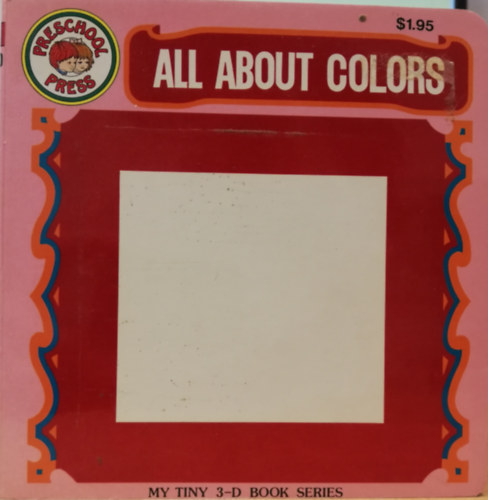 PRESCHOOL
PRESS
$1.95
ALL ABOUT COLORS
MY TINY 3-D BOOK SERIES